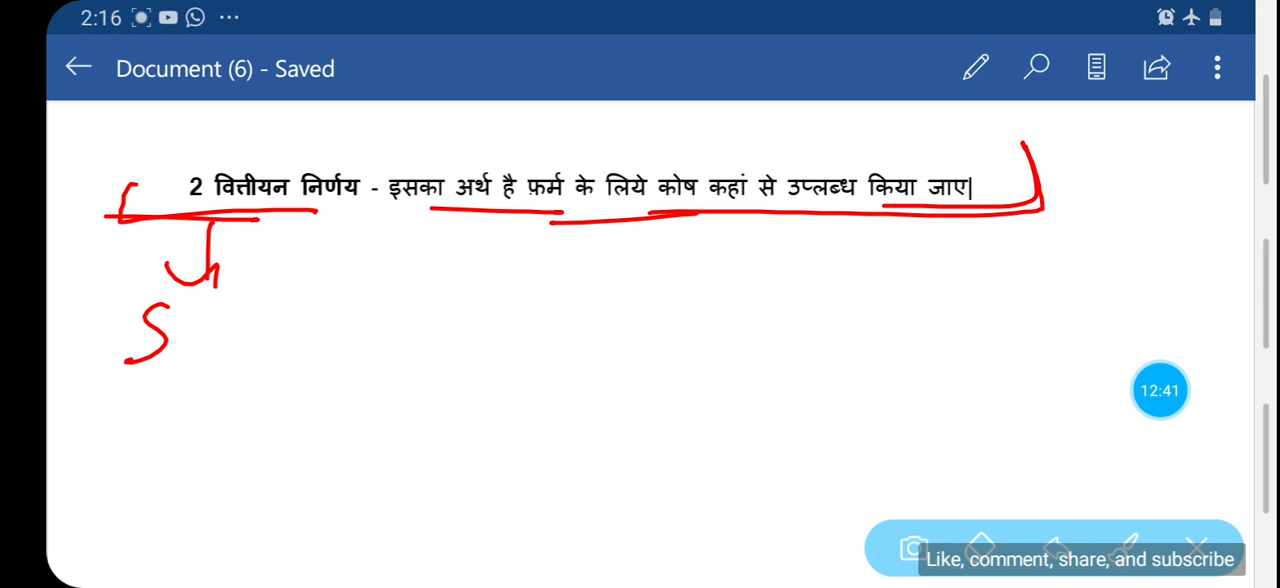 2:16
Document (6) - Saved
2 वित्तीयन निर्णय - इसका अर्थ है फ़र्म के लिये कोष कहां से उप्लब्ध किया जाए|
S
12:41
Like, comment, share, and subscribe